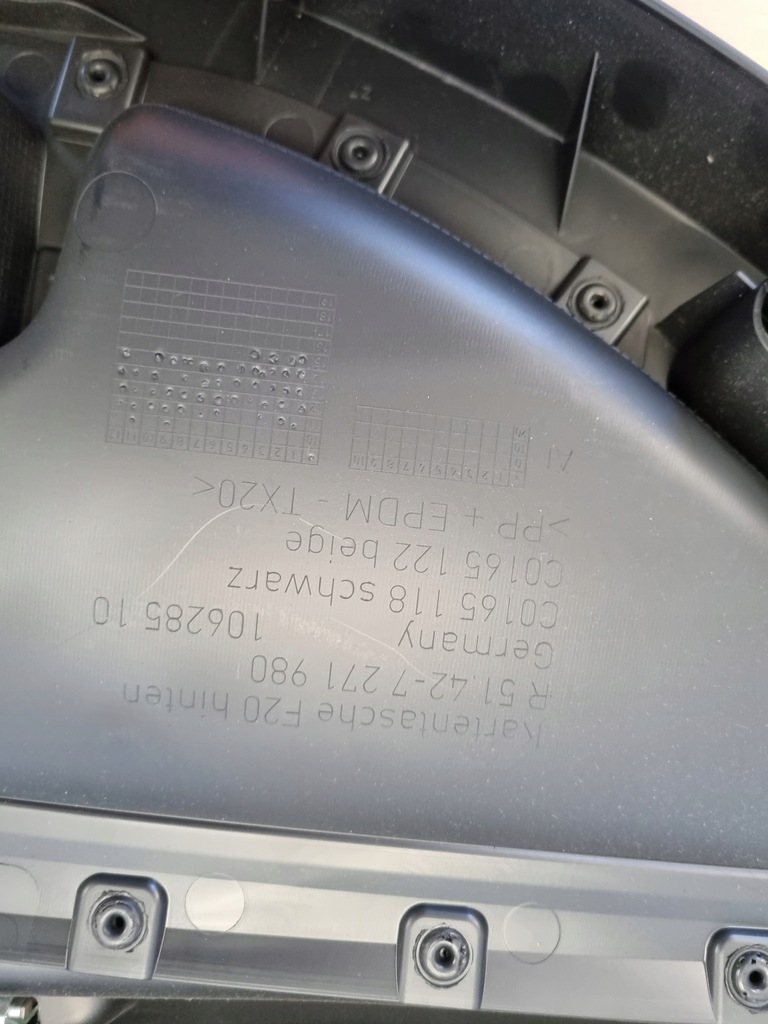 Kartentasche F20 hinten
R 51.42-7 271 980
Germany 106285 10
C0165 118 schwarz
C0165 122 beige
>PP + EPDM - TX20<